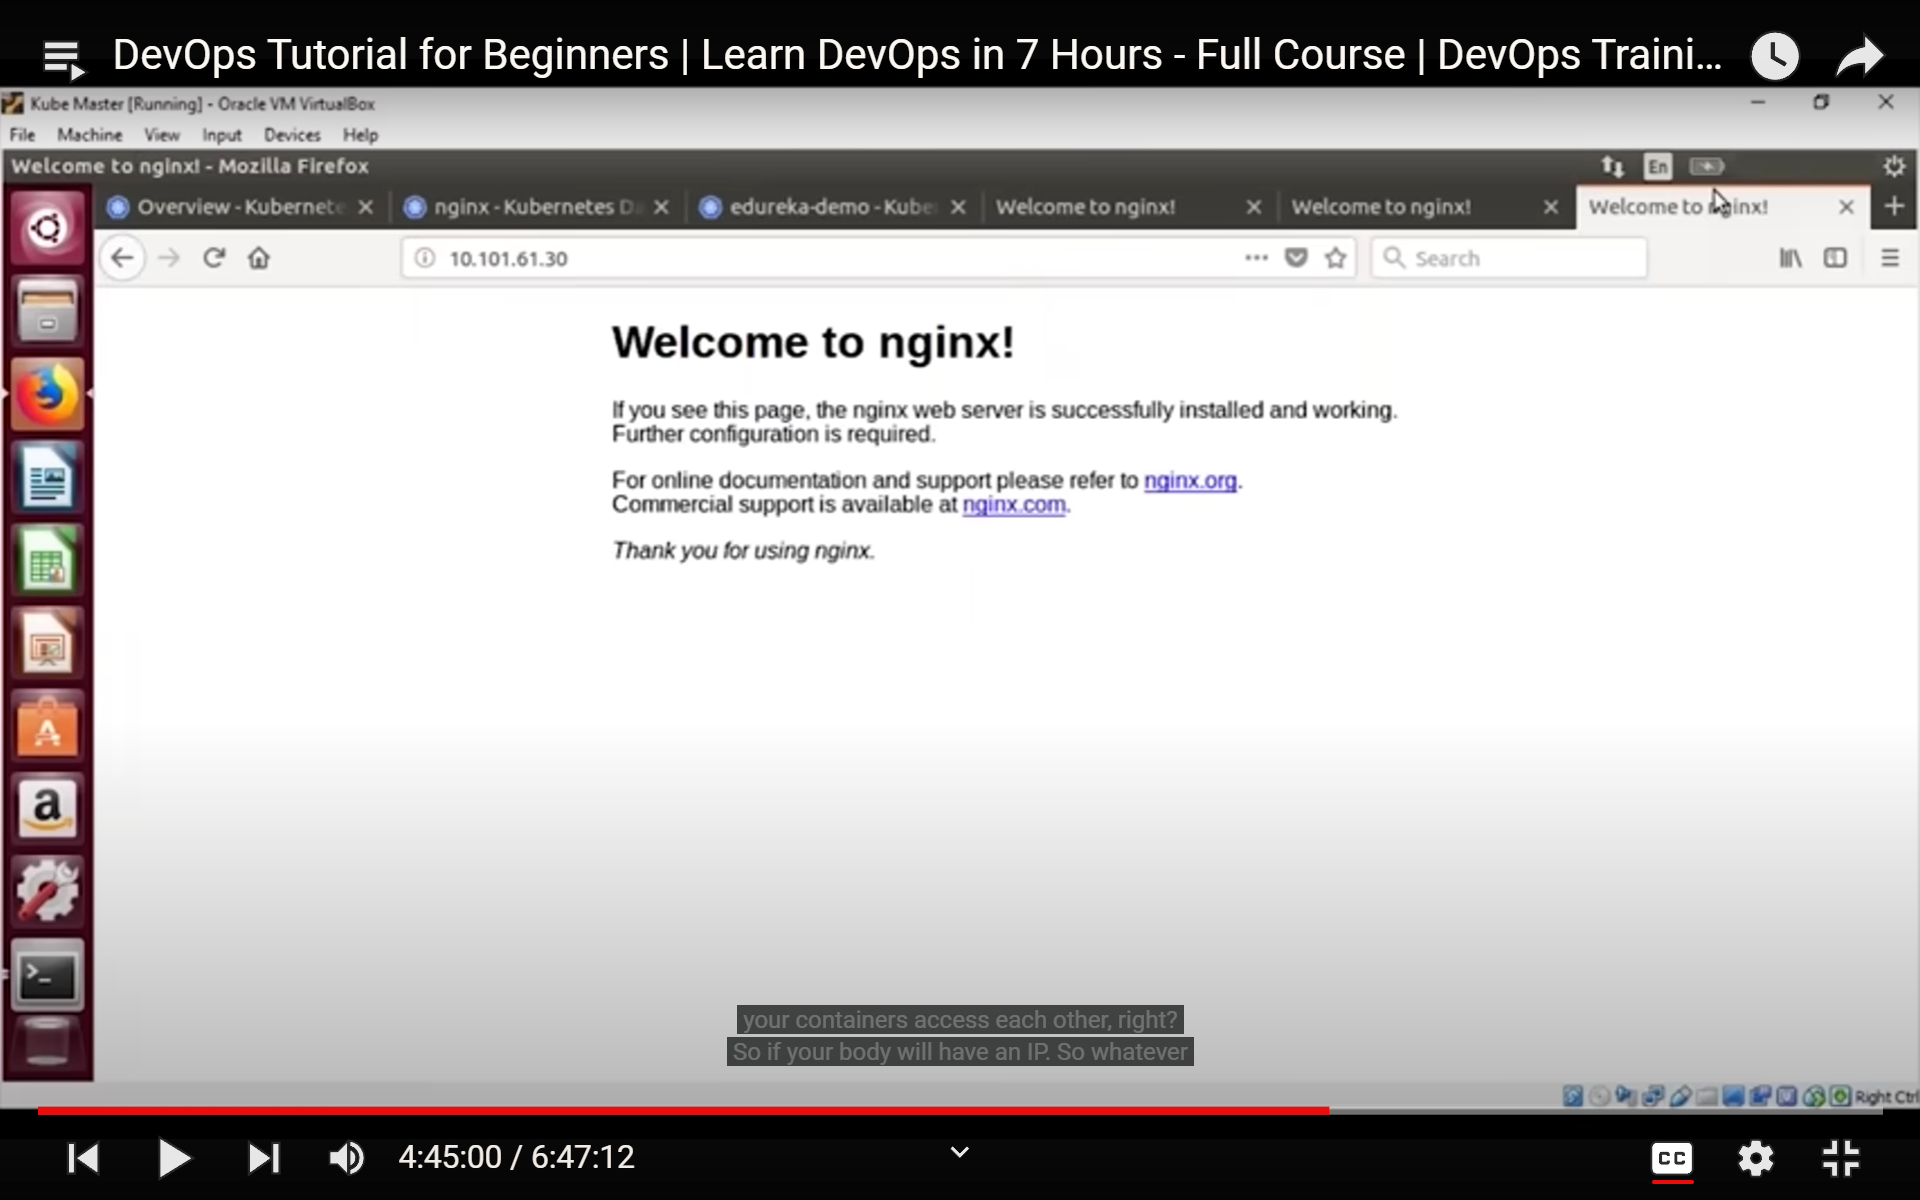 DevOps Tutorial for Beginners | Learn DevOps in 7 Hours - Full Course | DevOps Traini...
Kube Master [Running] - Oracle VM VirtualBox
File Machine View Input Devices Help
Welcome to nginx! - Mozilla Firefox
En
Overview - Kubernete
nginx - Kubernetes Da
edureka-demo - Kube
Welcome to nginx!
Welcome to nginx!
Welcome to nginx!
10.101.61.30
Search
Welcome to nginx!
If you see this page, the nginx web server is successfully installed and working.
Further configuration is required.
For online documentation and support please refer to nginx.org.
Commercial support is available at nginx.com.
Thank you for using nginx.
your containers access each other, right?
So if your body will have an IP. So whatever
Right Ctrl
4:45:00 / 6:47:12
CC